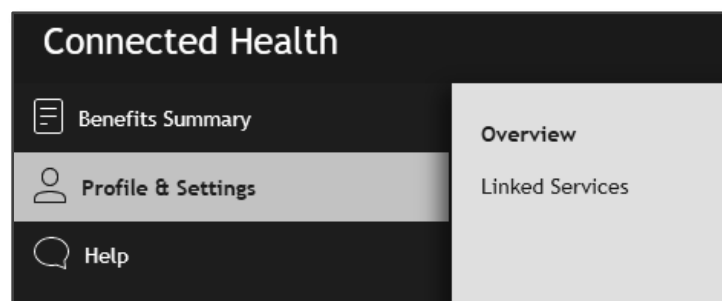 Connected Health
Benefits Summary
Profile & Settings
Help
Overview
Linked Services